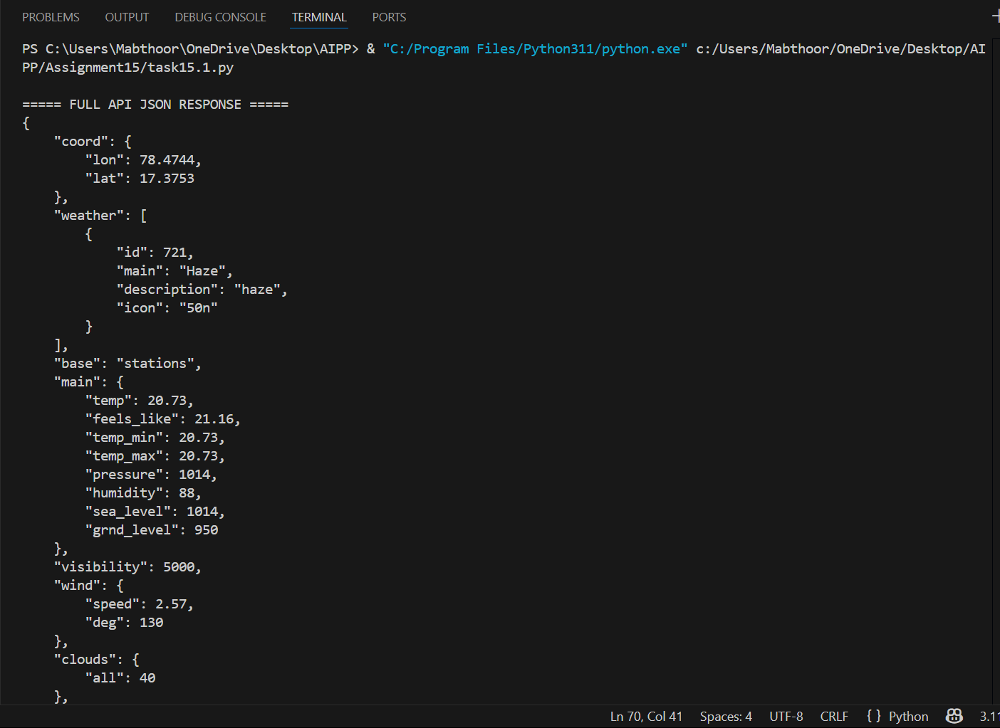 PROBLEMS OUTPUT DEBUG CONSOLE TERMINAL PORTS
PS C:\Users\Mabthoor\OneDrive\Desktop\AIPP> & "C:/Program Files/Python311/python.exe" c:/Users/Mabthoor/OneDrive/Desktop/AI
PP/Assignment15/task15.1.py
===== FULL API JSON RESPONSE =====
{
    "coord": {
        "lon": 78.4744,
        "lat": 17.3753
    },
    "weather": [
        {
            "id": 721,
            "main": "Haze",
            "description": "haze",
            "icon": "50n"
        }
    ],
    "base": "stations",
    "main": {
        "temp": 20.73,
        "feels_like": 21.16,
        "temp_min": 20.73,
        "temp_max": 20.73,
        "pressure": 1014,
        "humidity": 88,
        "sea_level": 1014,
        "grnd_level": 950
    },
    "visibility": 5000,
    "wind": {
        "speed": 2.57,
        "deg": 130
    },
    "clouds": {
        "all": 40
    },
Ln 70, Col 41 Spaces: 4 UTF-8 CRLF { } Python 3.11